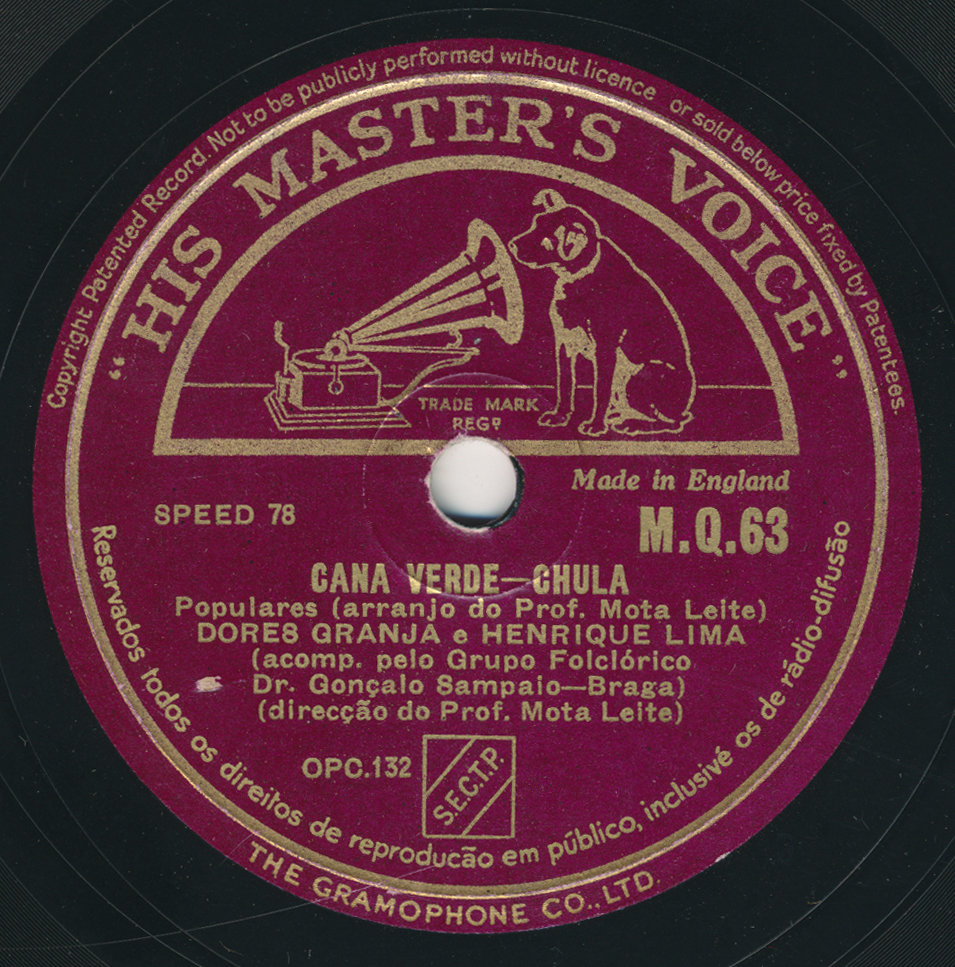 Copyright Patented Record. Not to be publicly performed without licence or sold below price fixed by Patentees.
"HIS MASTER'S VOICE"
TRADE MARK
REGD
Made in England
SPEED 78
M.Q.63
CANA VERDE—CHULA
Populares (arranjo do Prof. Mota Leite)
DORES GRANJA e HENRIQUE LIMA
(acomp. pelo Grupo Folclórico
Dr. Gonçalo Sampaio—Braga)
(direcção do Prof. Mota Leite)
OPC.132
S.E.C.T.P.
Reservados todos os direitos de reproducão em público, inclusivé os de rádio-difusão
THE GRAMOPHONE CO., LTD.